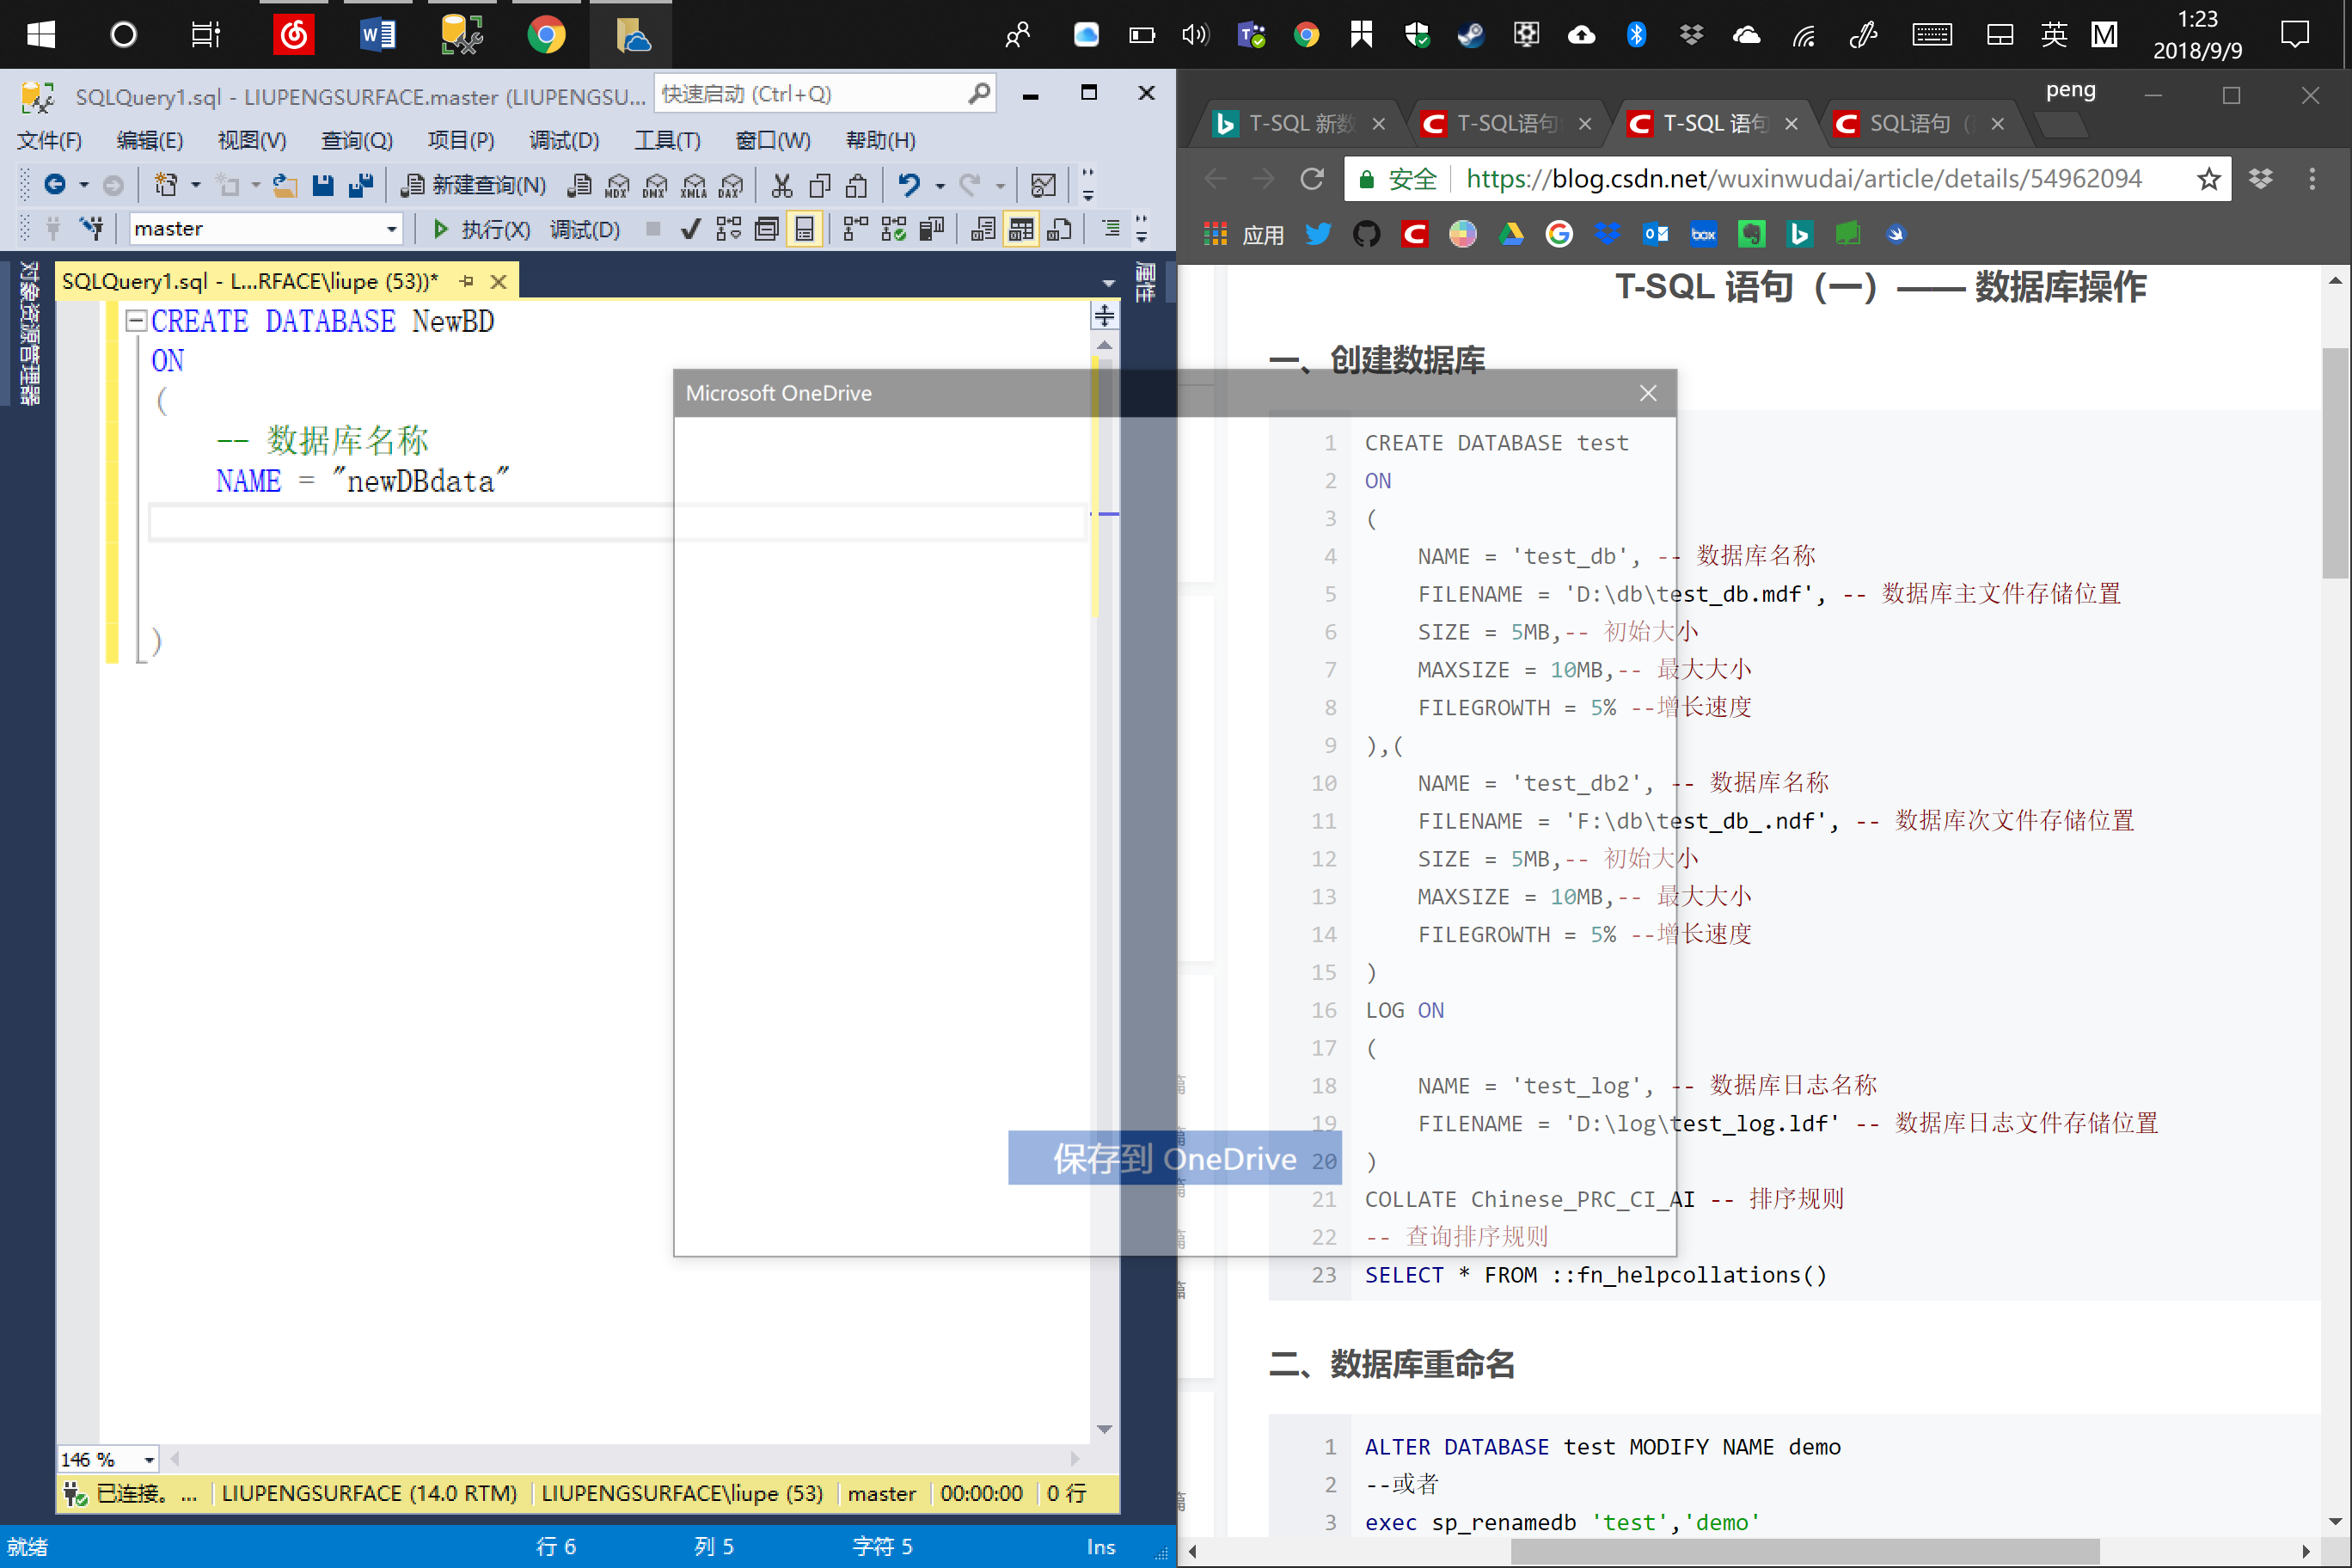 1:23
2018/9/9
英
M
SQLQuery1.sql - LIUPENGSURFACE.master (LIUPENGSU...
快速启动 (Ctrl+Q)
文件(F) 编辑(E) 视图(V) 查询(Q) 项目(P) 调试(D) 工具(T) 窗口(W) 帮助(H)
新建查询(N) MDX DMX XMLA DAX
master 执行(X) 调试(D)
对象资源管理器
SQLQuery1.sql - L...RFACE\liupe (53))*
属性
CREATE DATABASE NewBD
ON
(
-- 数据库名称
NAME = "newDBdata"
)
146 %
已连接。 ... LIUPENGSURFACE (14.0 RTM) LIUPENGSURFACE\liupe (53) master 00:00:00 0 行
就绪 行 6 列 5 字符 5 Ins
Microsoft OneDrive
保存到 OneDrive
peng
T-SQL 新数 T-SQL语句 T-SQL 语句 SQL语句
安全 https://blog.csdn.net/wuxinwudai/article/details/54962094
应用
box
T-SQL 语句（一）—— 数据库操作
一、创建数据库
1 CREATE DATABASE test
2 ON
3 (
4 NAME = 'test_db', -- 数据库名称
5 FILENAME = 'D:\db\test_db.mdf', -- 数据库主文件存储位置
6 SIZE = 5MB,-- 初始大小
7 MAXSIZE = 10MB,-- 最大大小
8 FILEGROWTH = 5% --增长速度
9 ),(
10 NAME = 'test_db2', -- 数据库名称
11 FILENAME = 'F:\db\test_db_.ndf', -- 数据库次文件存储位置
12 SIZE = 5MB,-- 初始大小
13 MAXSIZE = 10MB,-- 最大大小
14 FILEGROWTH = 5% --增长速度
15 )
16 LOG ON
17 (
18 NAME = 'test_log', -- 数据库日志名称
19 FILENAME = 'D:\log\test_log.ldf' -- 数据库日志文件存储位置
20 )
21 COLLATE Chinese_PRC_CI_AI -- 排序规则
22 -- 查询排序规则
23 SELECT * FROM ::fn_helpcollations()
二、数据库重命名
1 ALTER DATABASE test MODIFY NAME demo
2 --或者
3 exec sp_renamedb 'test','demo'